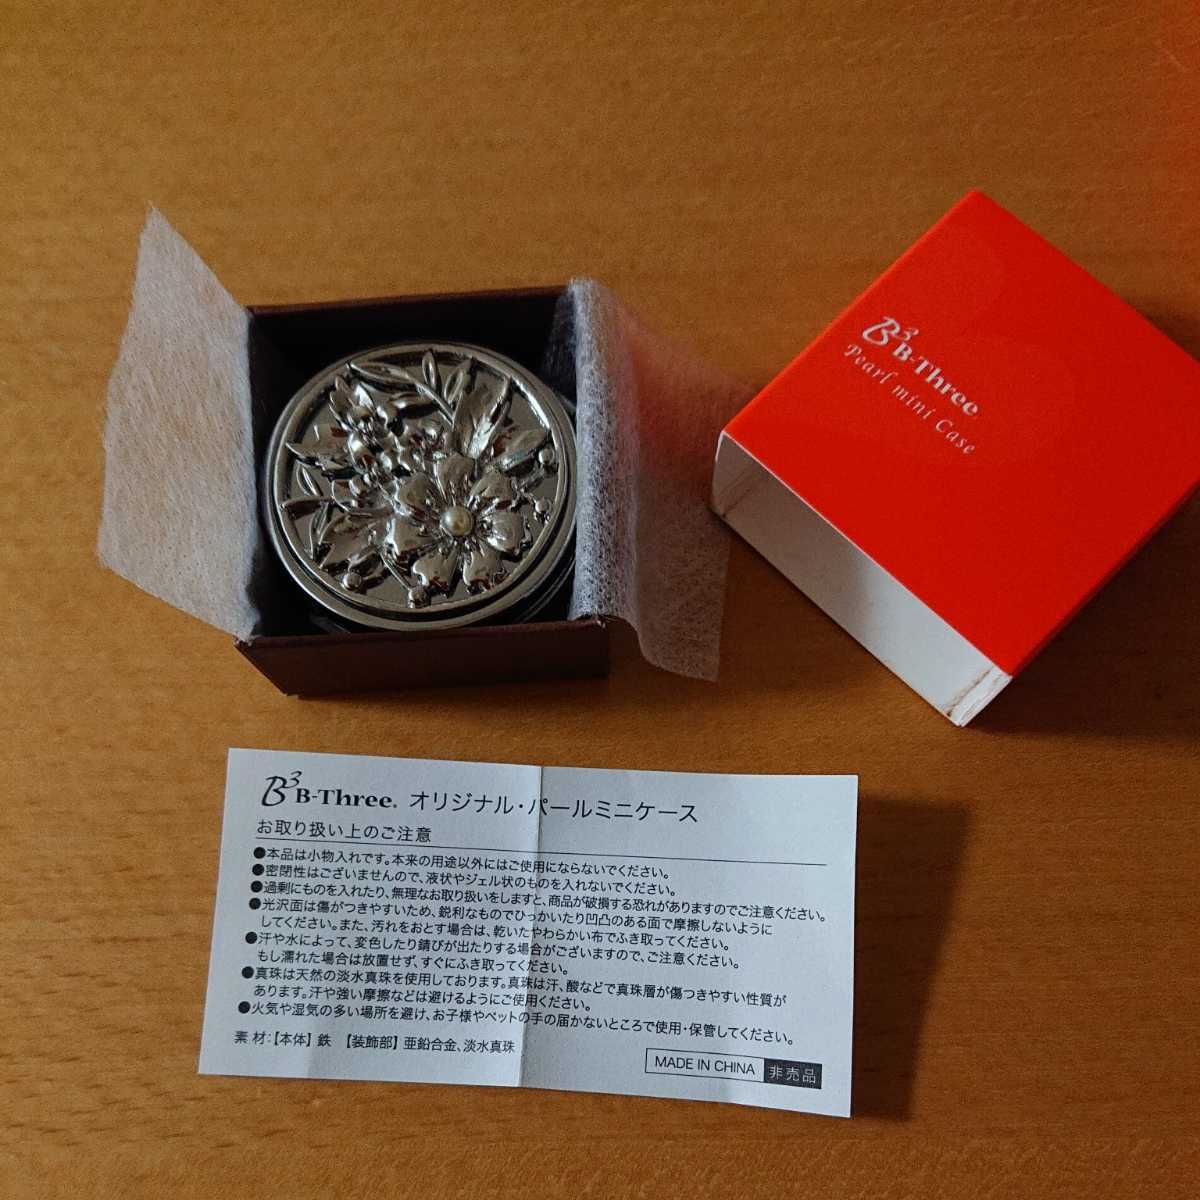 B³ B-Three.
Pearl mini Case
B³ B-Three. オリジナル・パールミニケース
お取り扱い上のご注意
●本品は小物入れです。本来の用途以外にはご使用にならないでください。
●密閉性はございませんので、液状やジェル状のものを入れないでください。
●過剰にものを入れたり、無理なお取り扱いをしますと、商品が破損する恐れがありますのでご注意ください。
●光沢面は傷がつきやすいため、鋭利なものでひっかいたり凹凸のある面で摩擦しないように
してください。また、汚れをおとす場合は、乾いたやわらかい布でふき取ってください。
●汗や水によって、変色したり錆びが出たりする場合がございますので、ご注意ください。
もし濡れた場合は放置せず、すぐにふき取ってください。
●真珠は天然の淡水真珠を使用しております。真珠は汗、酸などで真珠層が傷つきやすい性質が
あります。汗や強い摩擦などは避けるようにご使用ください。
●火気や湿気の多い場所を避け、お子様やペットの手の届かないところで使用・保管してください。
素 材：【本体】 鉄 【装飾部】 亜鉛合金、淡水真珠
MADE IN CHINA 非売品